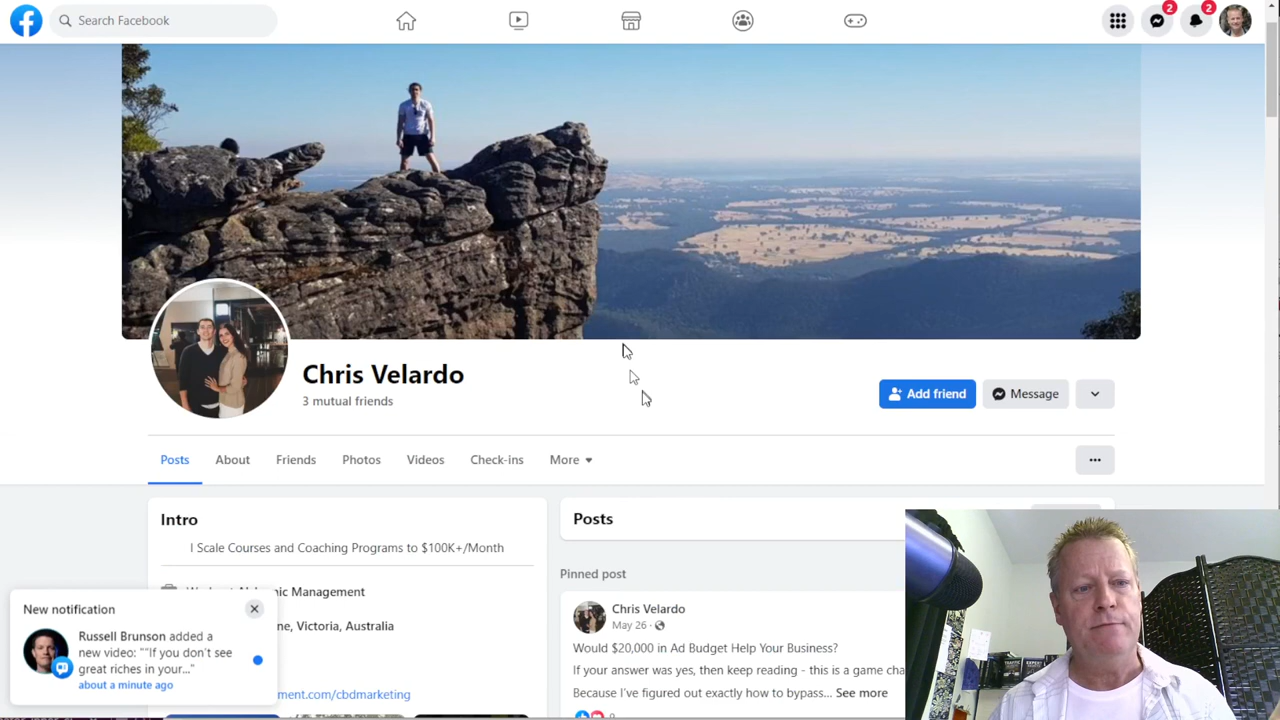 Search Facebook
2
2
Chris Velardo
3 mutual friends
Add friend
Message
Posts
About
Friends
Photos
Videos
Check-ins
More
Intro
I Scale Courses and Coaching Programs to $100K+/Month
Management
ne, Victoria, Australia
ment.com/cbdmarketing
New notification
Russell Brunson added a
new video: ""If you don't see
great riches in your..."
about a minute ago
Posts
Pinned post
Chris Velardo
May 26 ·
Would $20,000 in Ad Budget Help Your Business?
If your answer was yes, then keep reading - this is a game cha
Because I've figured out exactly how to bypass... See more
TRAFFIC
EXPERT